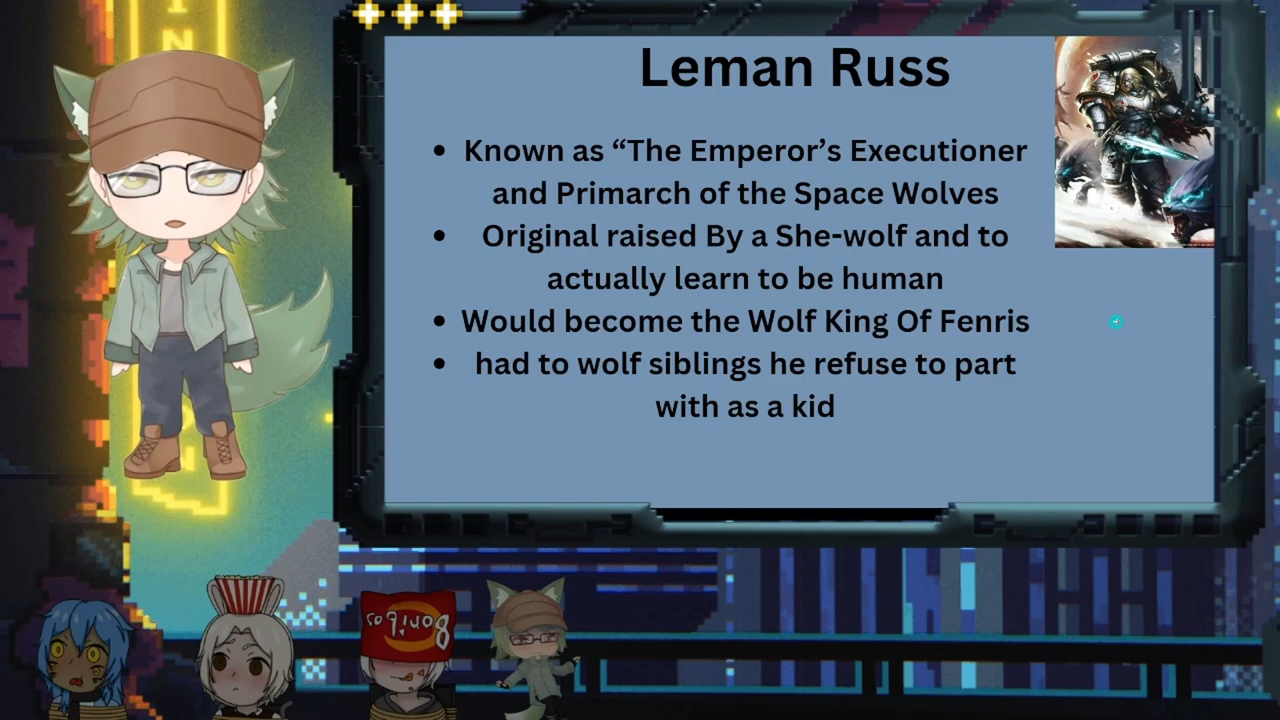 IN
Leman Russ
• Known as “The Emperor’s Executioner
and Primarch of the Space Wolves
• Original raised By a She-wolf and to
actually learn to be human
• Would become the Wolf King Of Fenris
• had to wolf siblings he refuse to part
with as a kid